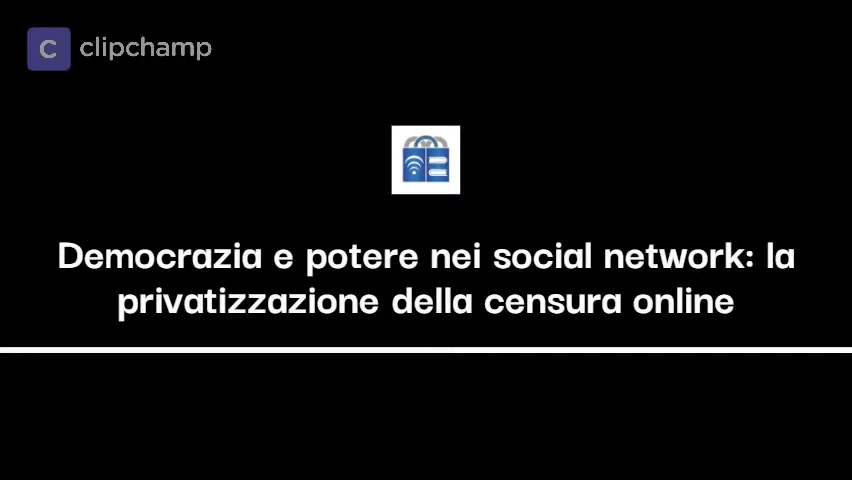 C clipchamp
Democrazia e potere nei social network: la
privatizzazione della censura online